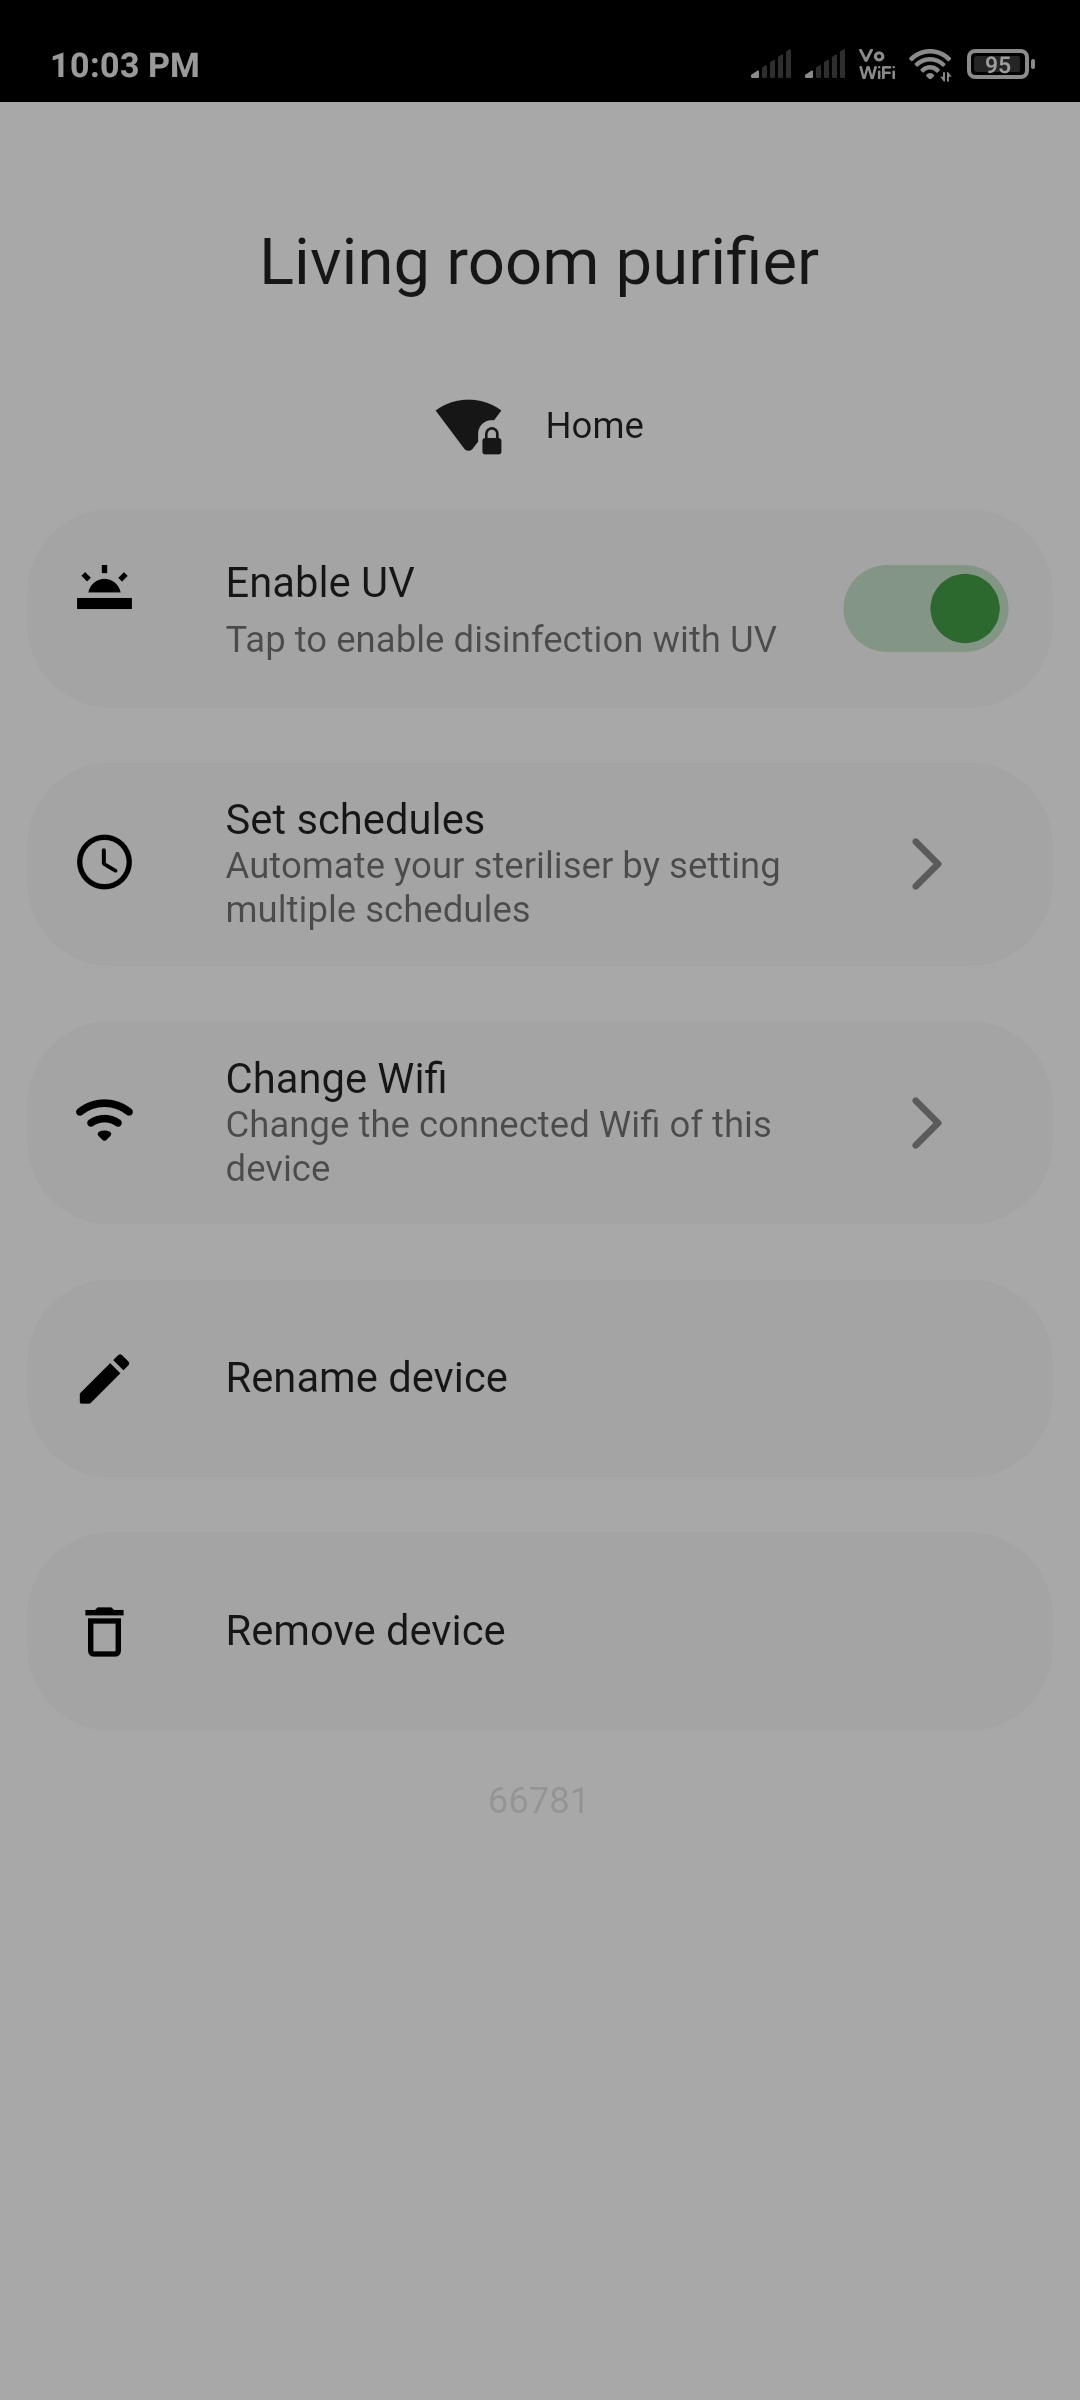 10:03 PM
Vo
WiFi
95
Living room purifier
Home
Enable UV
Tap to enable disinfection with UV
Set schedules
Automate your steriliser by setting
multiple schedules
Change Wifi
Change the connected Wifi of this
device
Rename device
Remove device
66781